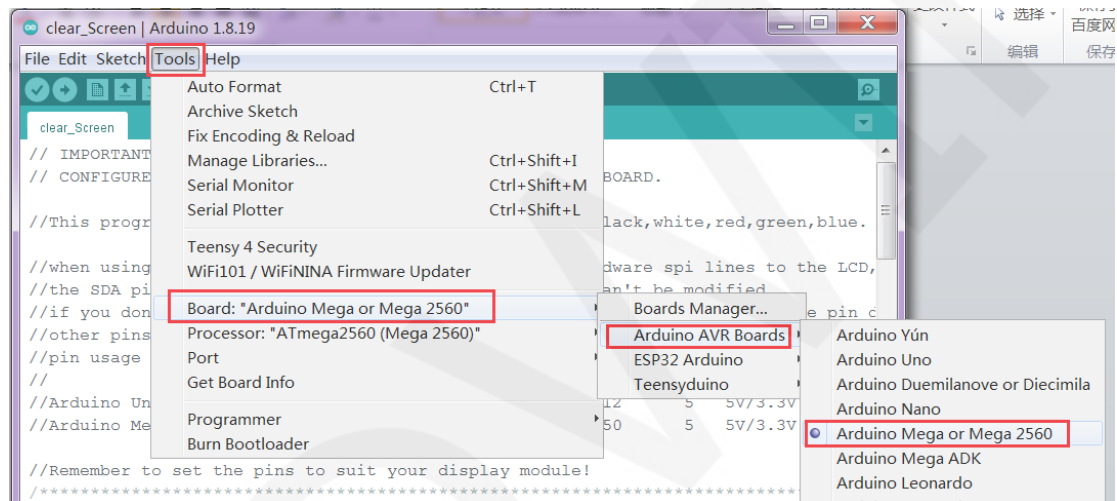 clear_Screen | Arduino 1.8.19
选择
百度网
编辑
保存
File Edit Sketch Tools Help
clear_Screen
Auto Format Ctrl+T
Archive Sketch
Fix Encoding & Reload
Manage Libraries... Ctrl+Shift+I
Serial Monitor Ctrl+Shift+M
Serial Plotter Ctrl+Shift+L
Teensy 4 Security
WiFi101 / WiFiNINA Firmware Updater
Board: "Arduino Mega or Mega 2560"
Processor: "ATmega2560 (Mega 2560)"
Port
Get Board Info
Programmer
Burn Bootloader
Boards Manager...
Arduino AVR Boards
ESP32 Arduino
Teensyduino
Arduino Yún
Arduino Uno
Arduino Duemilanove or Diecimila
Arduino Nano
Arduino Mega or Mega 2560
Arduino Mega ADK
Arduino Leonardo
// IMPORTANT
// CONFIGURE BOARD.
//This progr lack,white,red,green,blue.
//when using dware spi lines to the LCD,
//the SDA pi an't be modified
//if you don e pin d
//other pins
//pin usage
//
//Arduino Un 12 5 5V/3.3V
//Arduino Me 50 5 5V/3.3V
//Remember to set the pins to suit your display module!